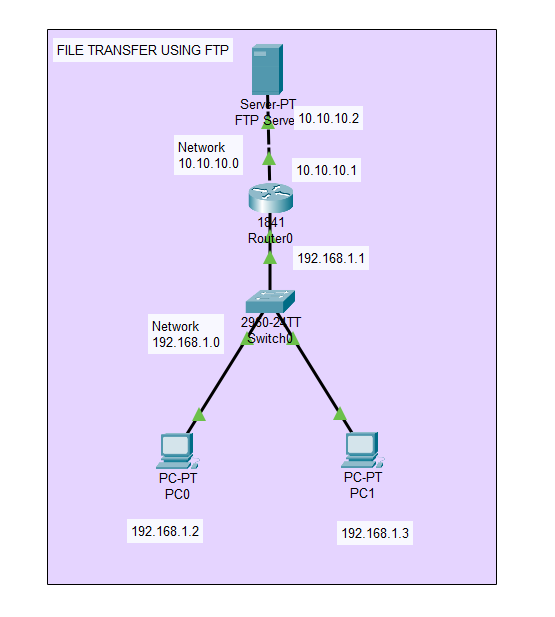 FILE TRANSFER USING FTP
Server-PT
FTP Serve
10.10.10.2
Network
10.10.10.0
10.10.10.1
1841
Router0
192.168.1.1
2960-24TT
Switch0
Network
192.168.1.0
PC-PT
PC0
PC-PT
PC1
192.168.1.2
192.168.1.3